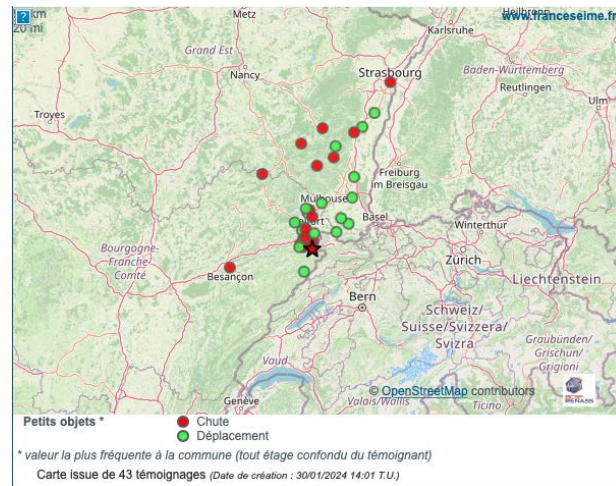 ?
km
20 mi
www.franceseime.fr
Metz
Karlsruhe
Grand Est
Nancy
Strasbourg
Baden-Württemberg
Reutlingen
Ulm
Troyes
Freiburg
im Breisgau
Mulhouse
Basel
Winterthur
Bourgogne-
Franche-
Comté
Besançon
Zürich
Liechtenstein
Bern
Schweiz/
Suisse/Svizzera/
Svizra
Graubünden/
Grischun/
Grigioni
Vaud
Genève
Valais/Wallis
Ticino
© OpenStreetMap contributors
RENASS
Petits objets *
Chute
Déplacement
* valeur la plus fréquente à la commune (tout étage confondu du témoignant)
Carte issue de 43 témoignages (Date de création : 30/01/2024 14:01 T.U.)